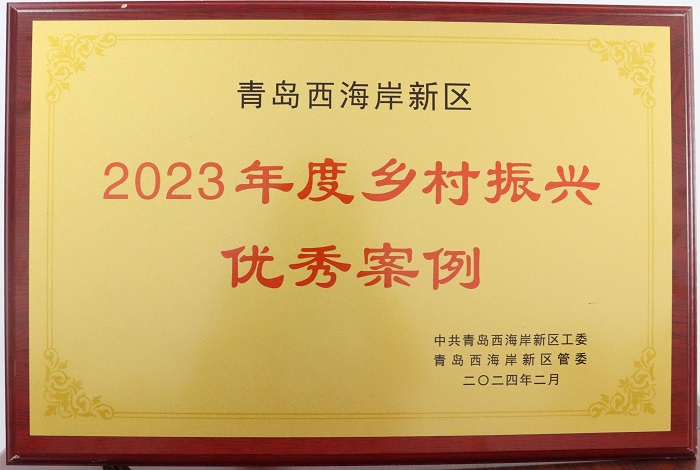 青岛西海岸新区
2023年度乡村振兴
优秀案例
中共青岛西海岸新区工委
青岛西海岸新区管委
二〇二四年二月